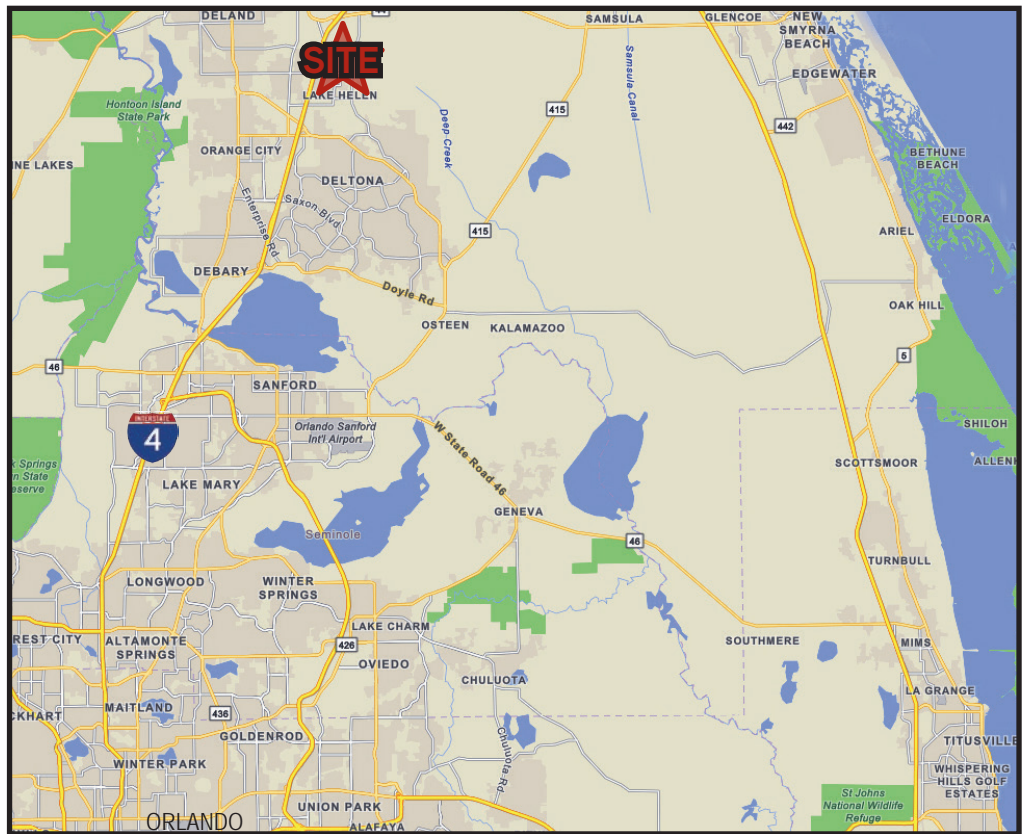 DELAND
SAMSULA
GLENCOE
NEW
SMYRNA
BEACH
SITE
EDGEWATER
LAKE HELEN
Hontoon Island
State Park
Samsula Canal
415
Deep Creek
442
ORANGE CITY
BETHUNE
BEACH
NE LAKES
DELTONA
Saxon Blvd
Enterprise Rd
ELDORA
415
ARIEL
DEBARY
Doyle Rd
OAK HILL
OSTEEN
KALAMAZOO
5
46
SANFORD
INTERSTATE
4
Orlando Sanford
Int'l Airport
W State Road 46
SHILOH
ALLEN
SCOTTSMOOR
k Springs
n State
eserve
LAKE MARY
GENEVA
Seminole
46
TURNBULL
LONGWOOD
WINTER
SPRINGS
LAKE CHARM
REST CITY
ALTAMONTE
SPRINGS
426
SOUTHMERE
MIMS
OVIEDO
CHULUOTA
LA GRANGE
CKHART
MAITLAND
436
GOLDENROD
Chuluota Rd
TITUSVILLE
WINTER PARK
WHISPERING
HILLS GOLF
ESTATES
St Johns
National Wildlife
Refuge
UNION PARK
ORLANDO
ALAFAYA